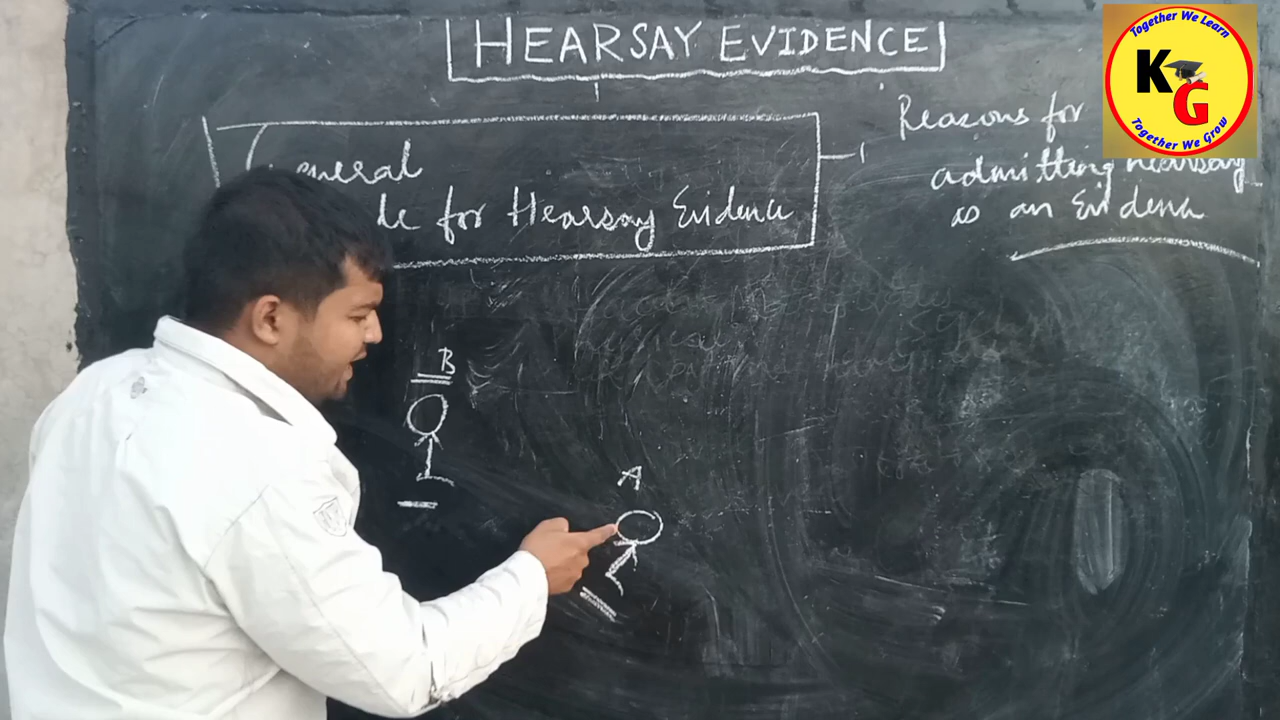 HEARSAY EVIDENCE
General
le for Hearsay Evidence
Reasons for
admitting hearsay
as an Evidence
B
A
Together We Learn
KG
Together We Grow